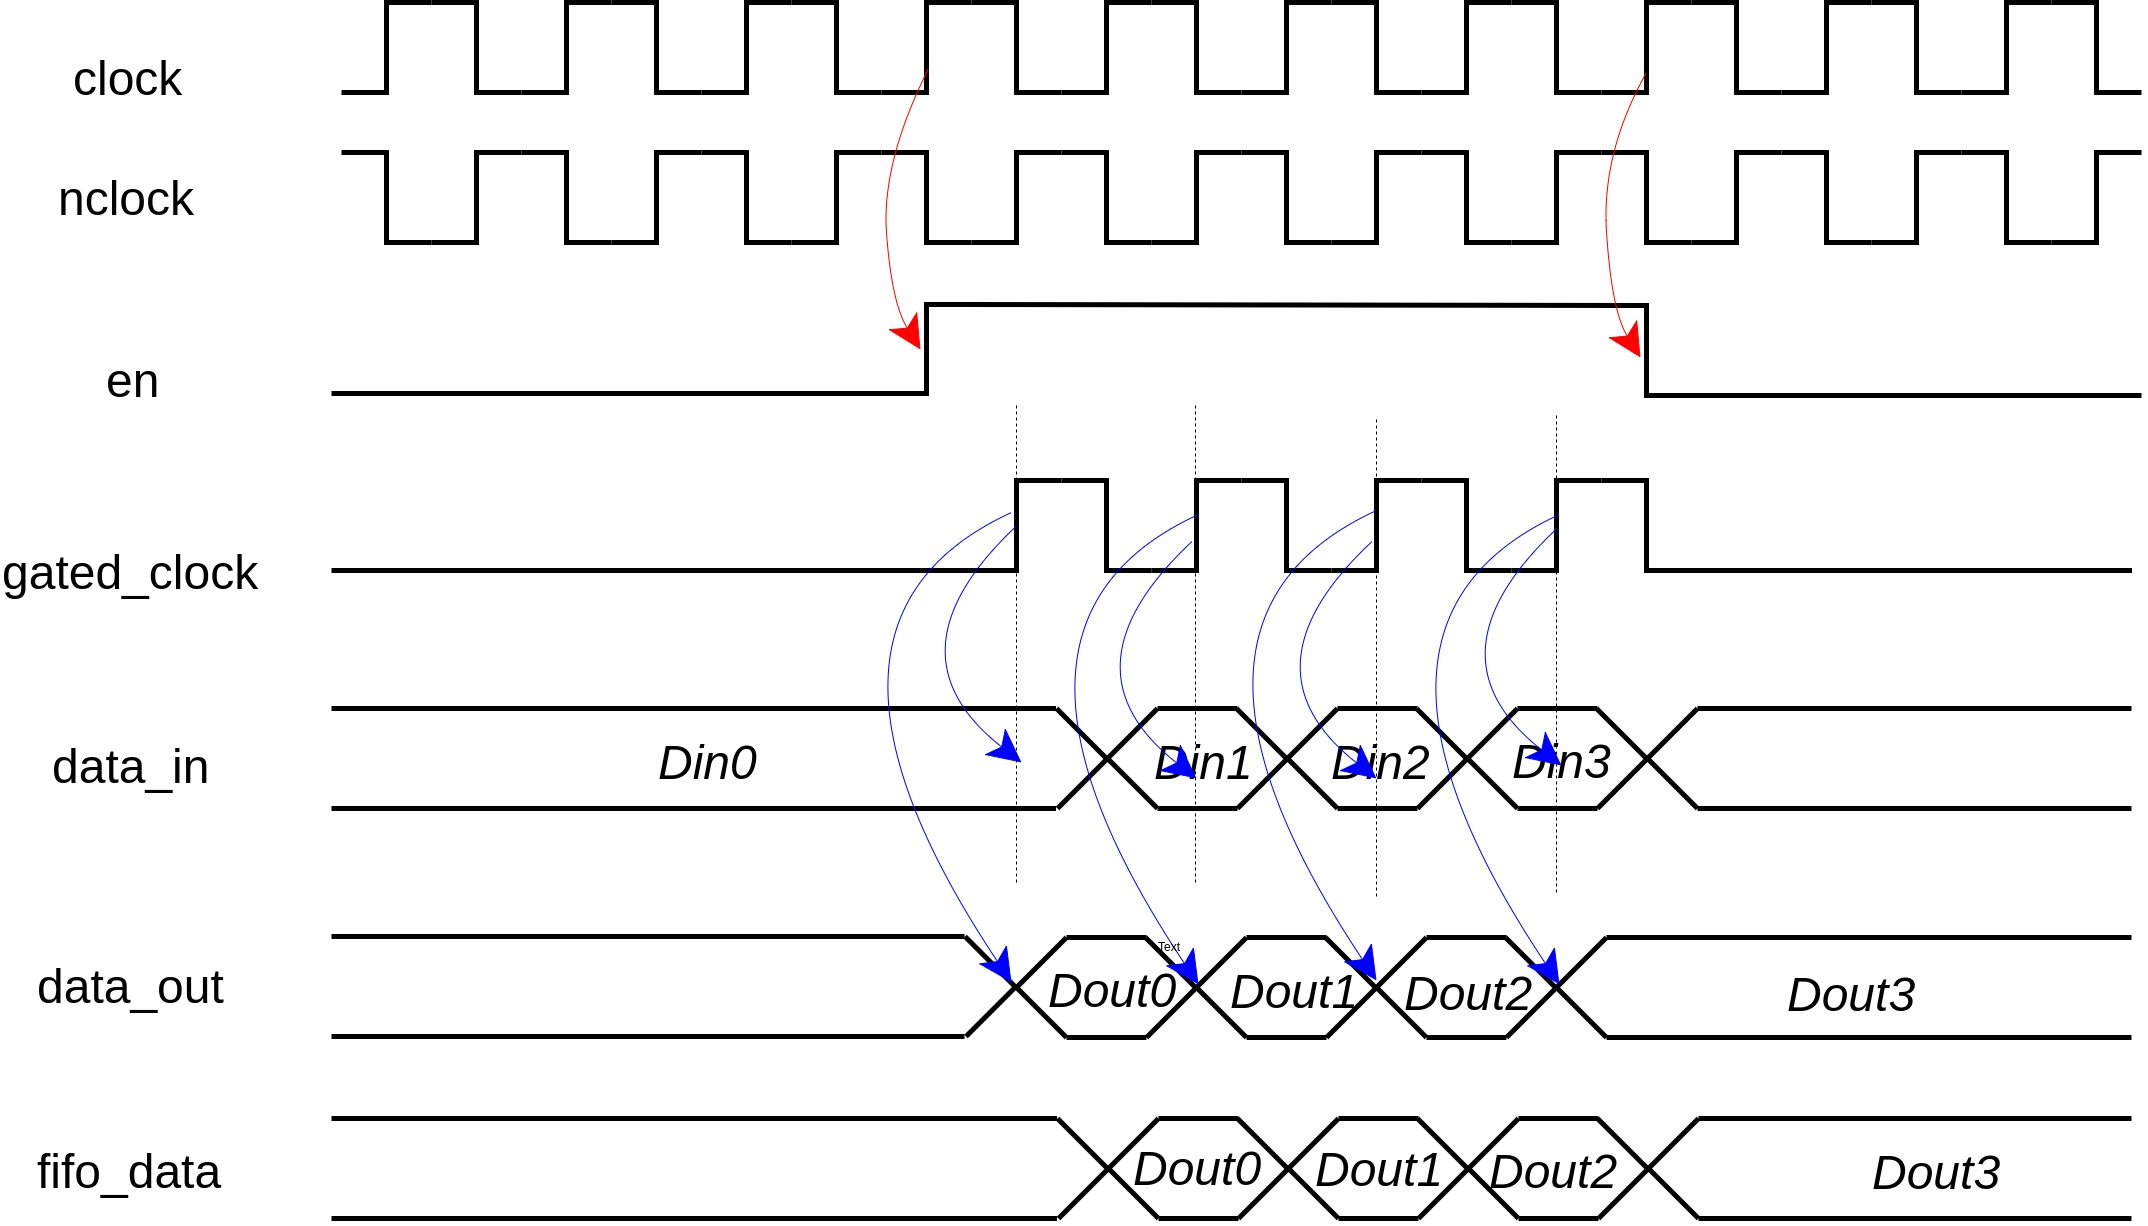 clock
nclock
en
gated_clock
data_in
Din0
Din1
Din2
Din3
data_out
Text
Dout0
Dout1
Dout2
Dout3
fifo_data
Dout0
Dout1
Dout2
Dout3